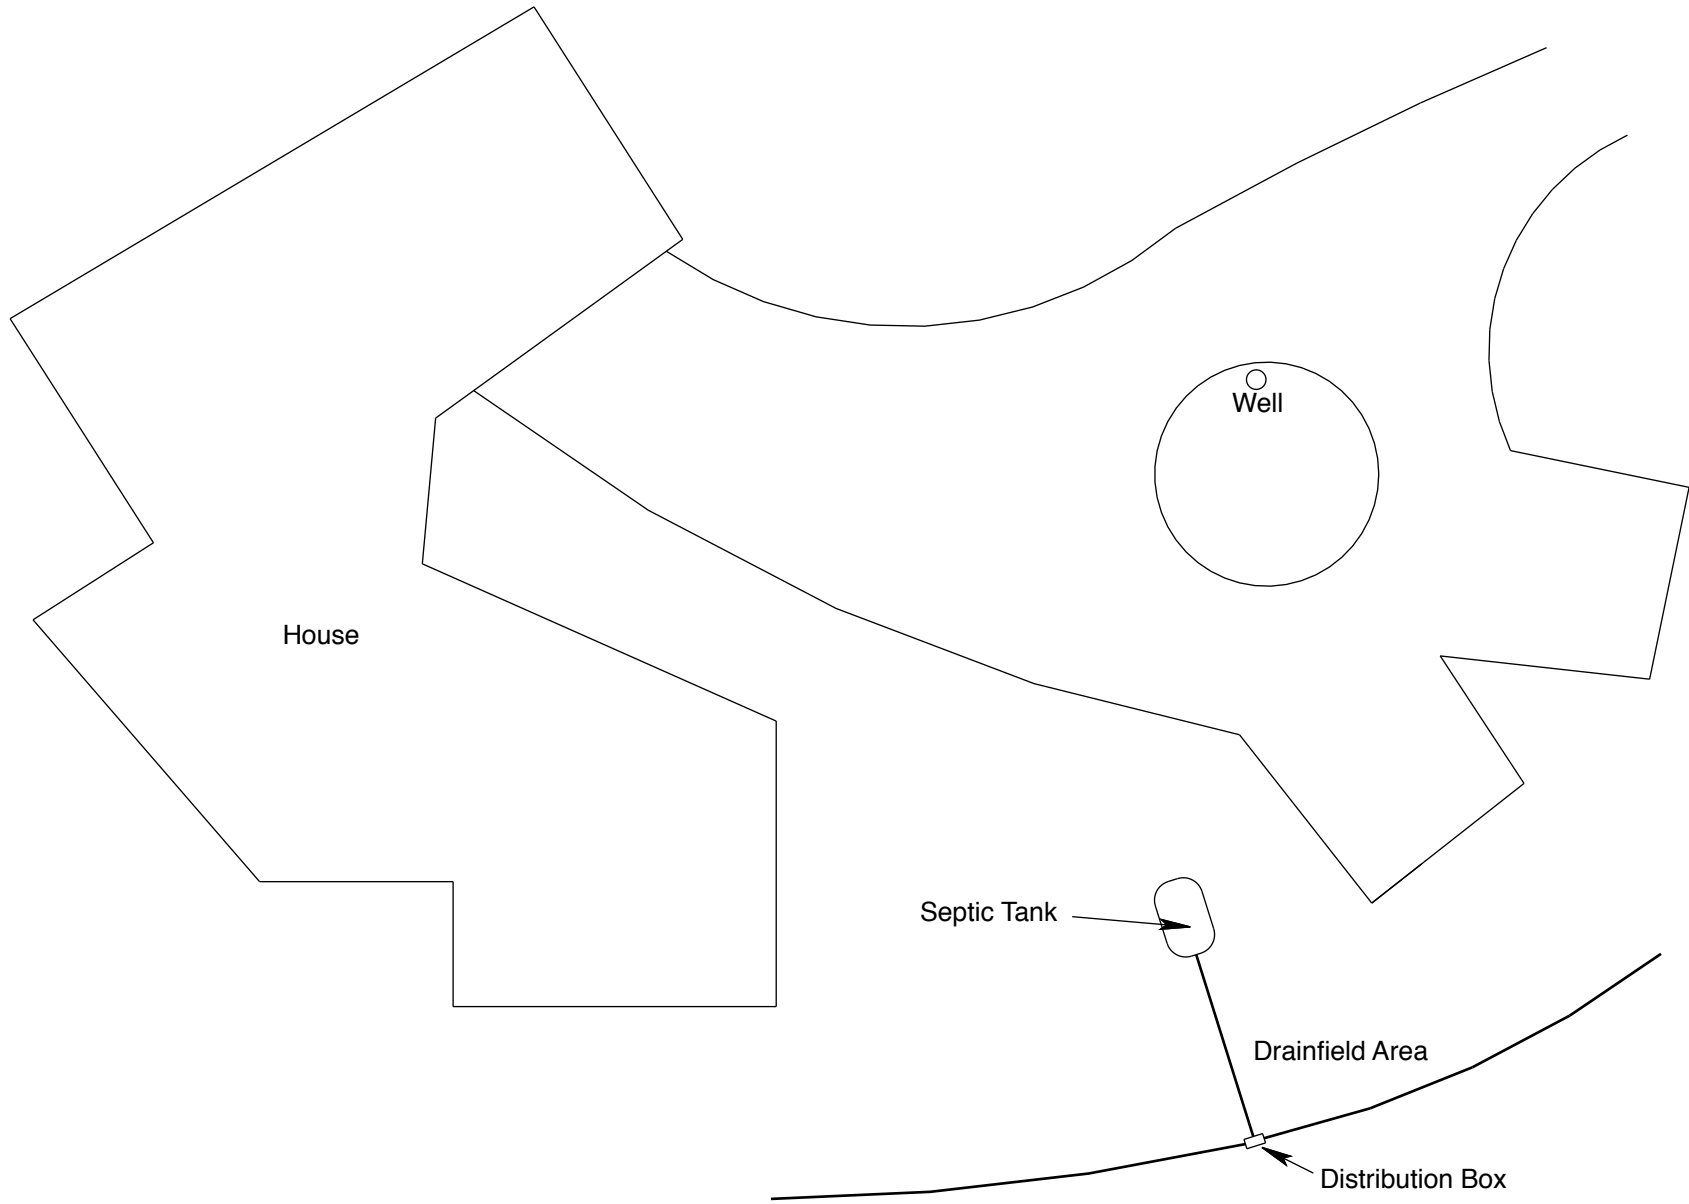 Well
House
Septic Tank
Drainfield Area
Distribution Box